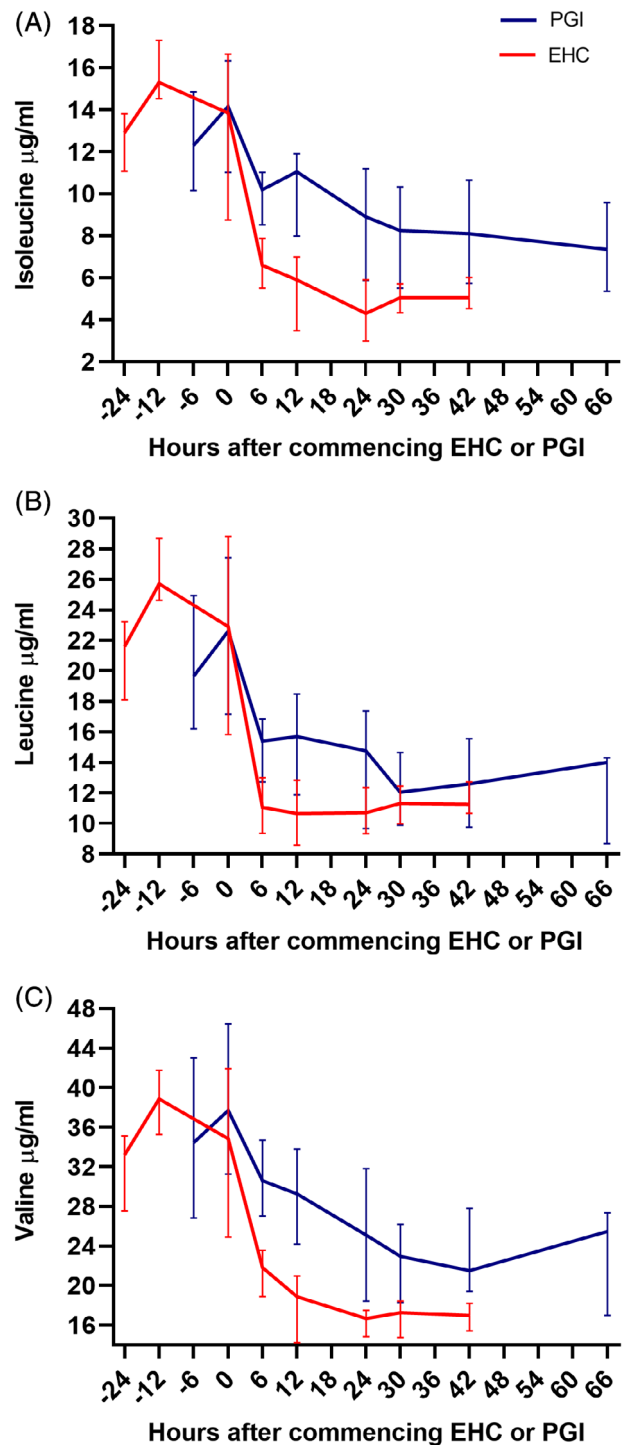 (A)
PGI
EHC
18
16
14
12
10
8
6
4
2
Isoleucine µg/ml
-24 -12 -6 0 6 12 18 24 30 36 42 48 54 60 66
Hours after commencing EHC or PGI
(B)
30
28
26
24
22
20
18
16
14
12
10
8
Leucine µg/ml
-24 -12 -6 0 6 12 18 24 30 36 42 48 54 60 66
Hours after commencing EHC or PGI
(C)
48
44
40
36
32
28
24
20
16
Valine µg/ml
-24 -12 -6 0 6 12 18 24 30 36 42 48 54 60 66
Hours after commencing EHC or PGI